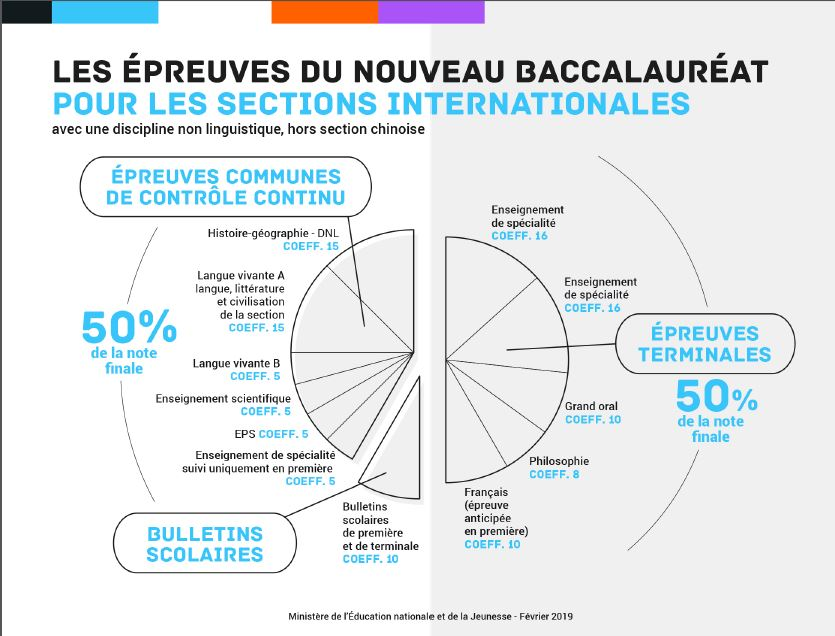 LES ÉPREUVES DU NOUVEAU BACCALAURÉAT
POUR LES SECTIONS INTERNATIONALES
avec une discipline non linguistique, hors section chinoise
ÉPREUVES COMMUNES
DE CONTRÔLE CONTINU
Histoire-géographie - DNL
COEFF. 15
Langue vivante A
langue, littérature
et civilisation
de la section
COEFF. 15
50%
de la note
finale
Langue vivante B
COEFF. 5
Enseignement scientifique
COEFF. 5
EPS COEFF. 5
Enseignement de spécialité
suivi uniquement en première
COEFF. 5
BULLETINS
SCOLAIRES
Bulletins
scolaires
de première
et de terminale
COEFF. 10
Enseignement
de spécialité
COEFF. 16
Enseignement
de spécialité
COEFF. 16
ÉPREUVES
TERMINALES
50%
de la note
finale
Grand oral
COEFF. 10
Philosophie
COEFF. 8
Français
(épreuve
anticipée
en première)
COEFF. 10
Ministère de l'Éducation nationale et de la Jeunesse - Février 2019